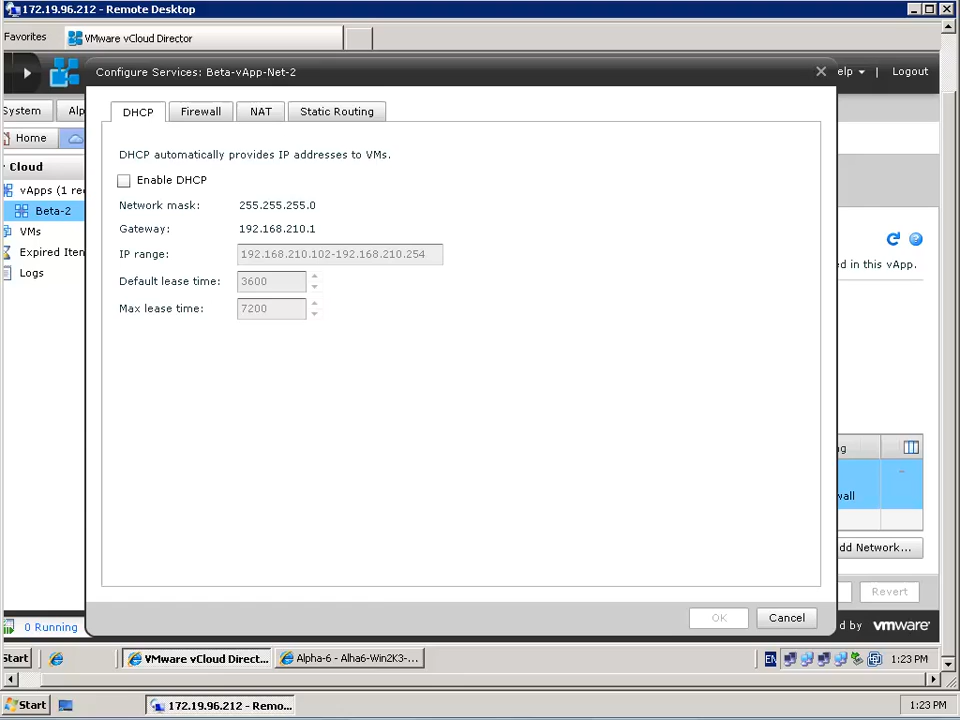 172.19.96.212 - Remote Desktop
Favorites
VMware vCloud Director
Configure Services: Beta-vApp-Net-2
elp
|
Logout
System
Alp
DHCP
Firewall
NAT
Static Routing
Home
Cloud
DHCP automatically provides IP addresses to VMs.
Enable DHCP
vApps (1 re
Beta-2
Network mask:
255.255.255.0
VMs
Gateway:
192.168.210.1
Expired Iten
IP range:
192.168.210.102-192.168.210.254
ed in this vApp.
Logs
Default lease time:
3600
Max lease time:
7200
ng
wall
dd Network...
Revert
OK
Cancel
0 Running
d by
vmware
Start
VMware vCloud Direct...
Alpha-6 - Alha6-Win2K3-...
EN
1:23 PM
Start
172.19.96.212 - Remo...
1:23 PM